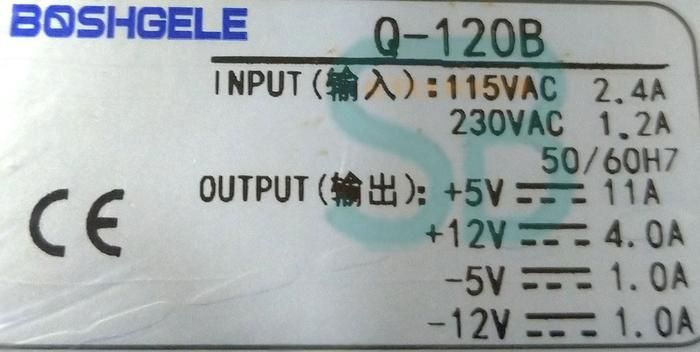 BOSHGELE
Q-120B
INPUT(输入):115VAC 2.4A
230VAC 1.2A
50/60H7
OUTPUT(输出): +5V ⎓ 11A
+12V ⎓ 4.0A
-5V ⎓ 1.0A
-12V ⎓ 1.0A
CE
SB